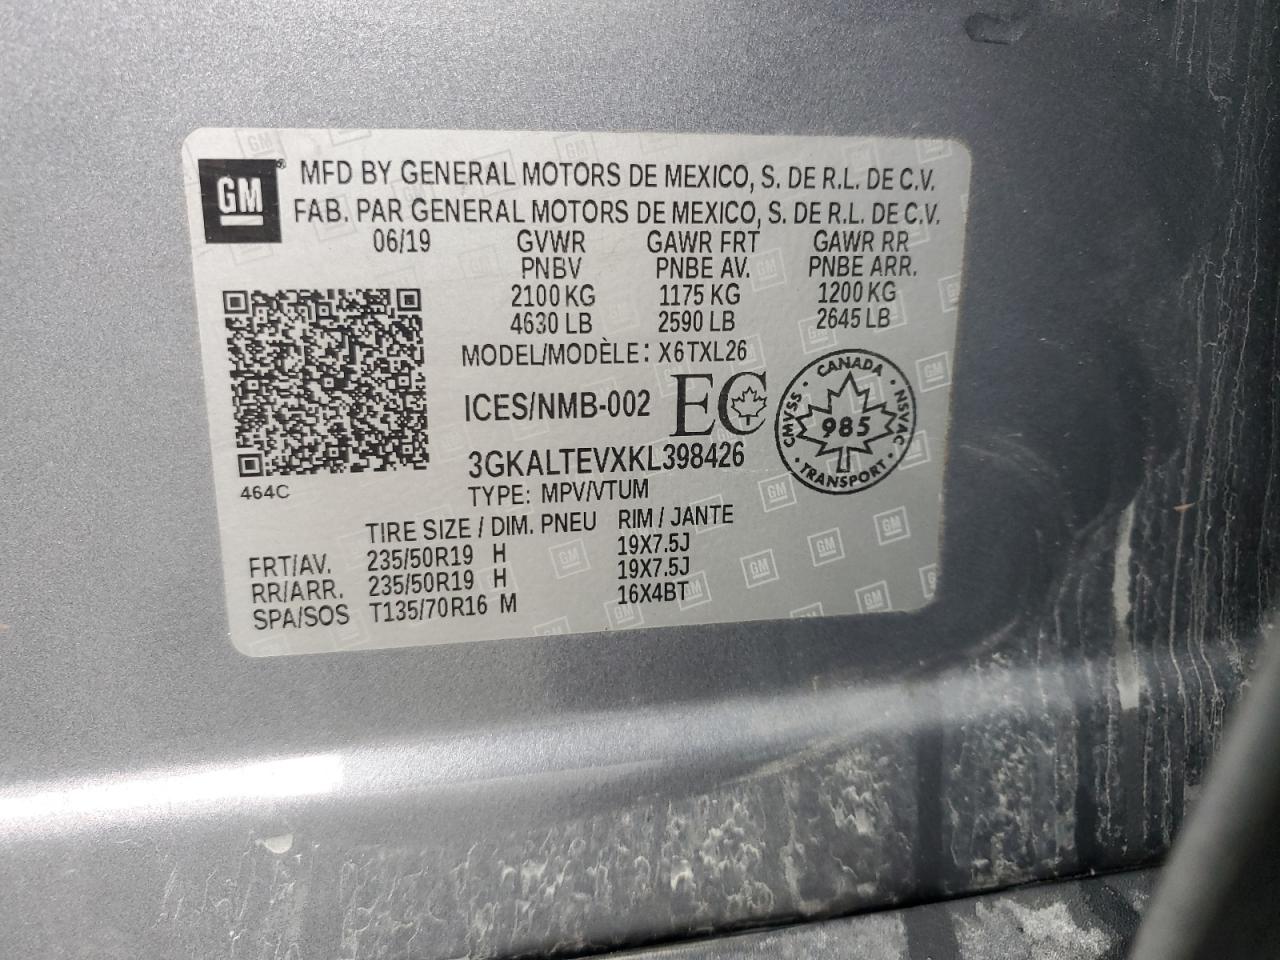 GM
MFD BY GENERAL MOTORS DE MEXICO, S. DE R.L. DE C.V.
FAB. PAR GENERAL MOTORS DE MEXICO, S. DE R.L. DE C.V.
06/19 GVWR GAWR FRT GAWR RR
PNBV PNBE AV. PNBE ARR.
2100 KG 1175 KG 1200 KG
4630 LB 2590 LB 2645 LB
MODEL/MODÈLE: X6TXL26
ICES/NMB-002 EC
CANADA
CMVSS 985 NSVAC
TRANSPORT
3GKALTEVXKL398426
464C
TYPE: MPV/VTUM
TIRE SIZE / DIM. PNEU RIM / JANTE
FRT/AV. 235/50R19 H 19X7.5J
RR/ARR. 235/50R19 H 19X7.5J
SPA/SOS T135/70R16 M 16X4BT